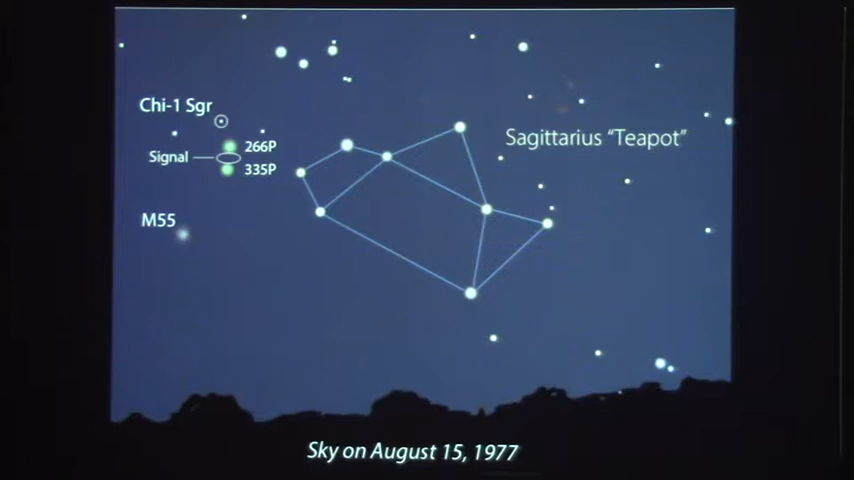 Chi-1 Sgr
Sagittarius "Teapot"
266P
Signal
335P
M55
Sky on August 15, 1977